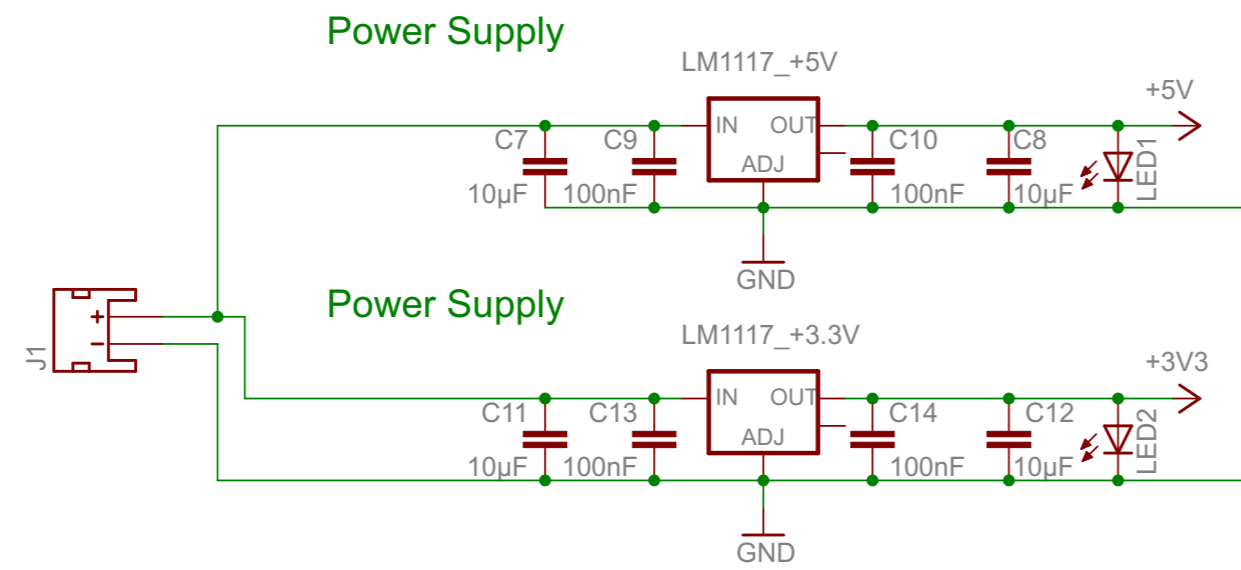 Power Supply
LM1117_+5V
+5V
C7
C9
IN
OUT
C10
C8
ADJ
LED1
10µF
100nF
100nF
10µF
GND
Power Supply
+
-
J1
LM1117_+3.3V
+3V3
C11
C13
IN
OUT
C14
C12
ADJ
LED2
10µF
100nF
100nF
10µF
GND